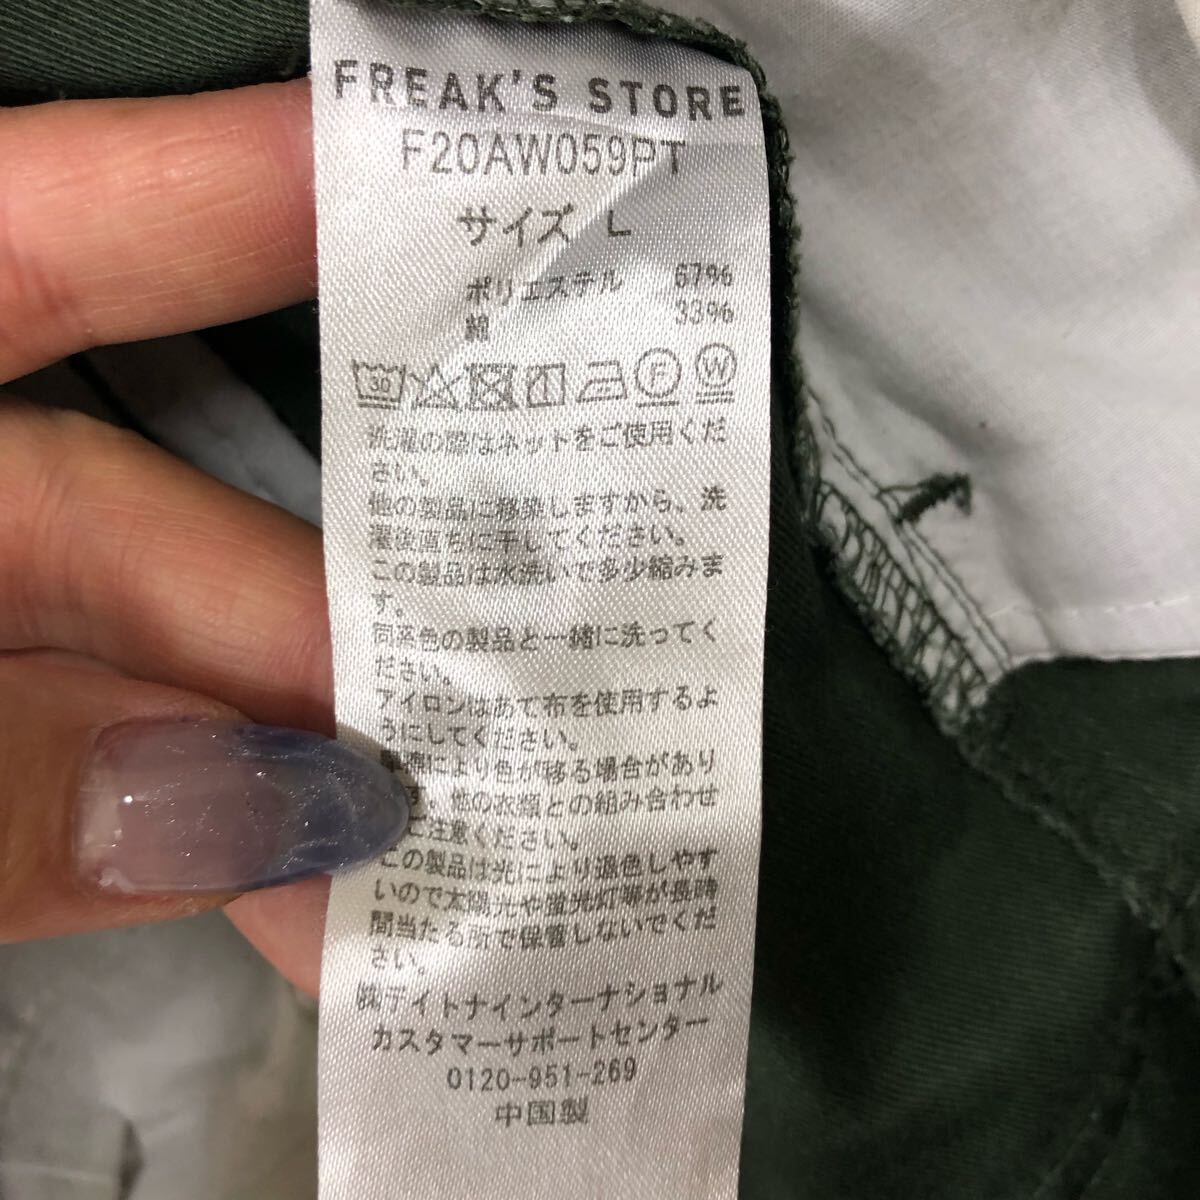 FREAK'S STORE
F20AW059PT
サイズ L
ポリエステル 67%
綿 33%
30 F W
洗濯の際はネットをご使用くだ
さい。
他の製品に移染しますから、洗
濯後直ちに干してください。
この製品は水洗いで多少縮みま
す。
同系色の製品と一緒に洗ってく
ださい。
アイロンはあて布を使用するよ
うにしてください。
により色が移る場合があり
す。他の衣類との組み合わせ
ご注意ください。
この製品は光により退色しやす
いので太陽光や蛍光灯等が長時
間当たる所で保管しないでくだ
さい。
㈱デイトナインターナショナル
カスタマーサポートセンター
0120-951-269
中国製